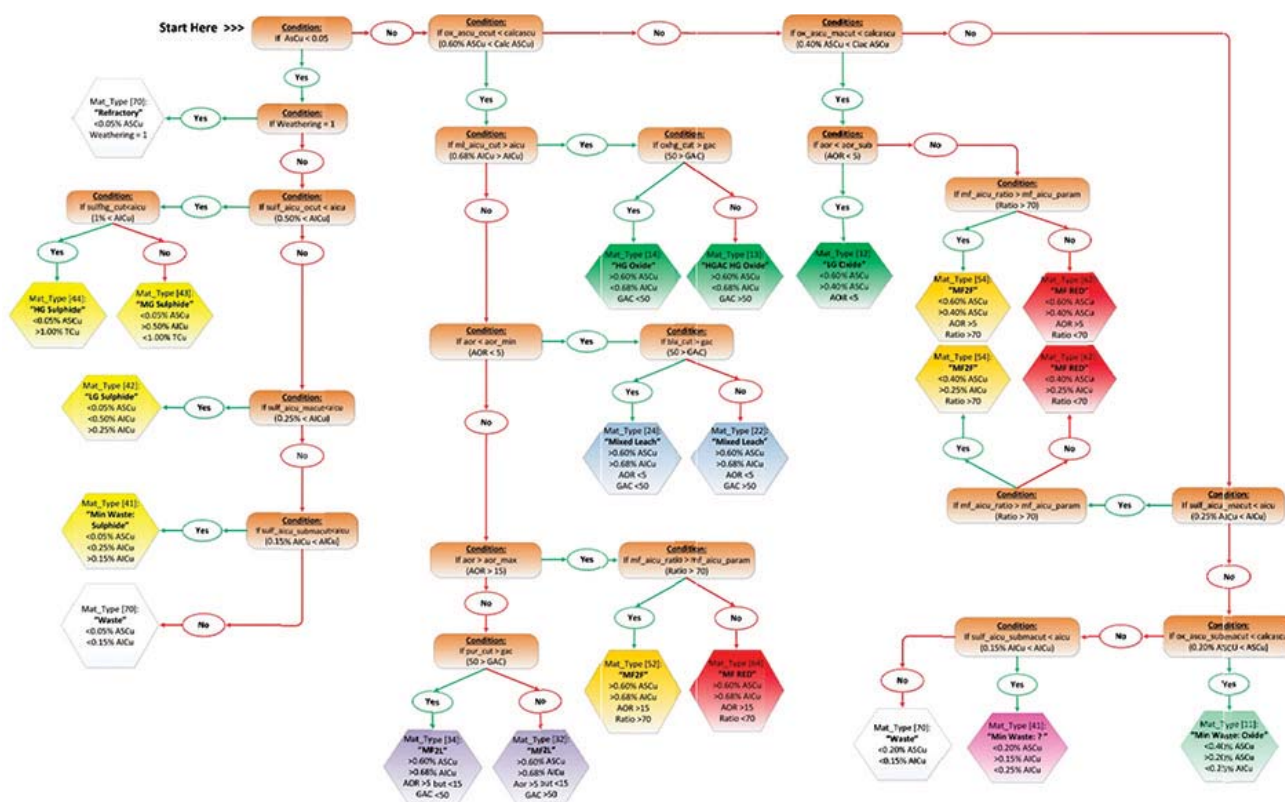 Start Here >>>
Condition:
If AsCu < 0.05
No
Condition:
If ox_ascu_ocut < calcascu
(0.60% ASCu < Calc ASCu)
No
Condition:
If ox_ascu_macut < calcascu
(0.40% ASCu < Clac ASCu
No
Yes
Yes
Yes
Mat_Type [70]:
"Refractory"
<0.05% ASCu
Weathering = 1
Yes
Condition:
If Weathering = 1
Condition:
If ml_aicu_cut > aicu
(0.68% AICu > AICu)
Yes
Condition:
If oxhg_cut > gac
(50 > GAC)
Condition:
If aor < aor_sub
(AOR < 5)
No
No
Condition:
If sulfhg_cut<aicu
(1% < AICu)
Yes
Condition:
If sulf_aicu_ocut < aicu
(0.50% < AICu)
No
Yes
No
Yes
Condition:
If mf_aicu_ratio > mf_aicu_param
(Ratio > 70)
Yes
No
No
Yes
No
Mat_Type [44]:
"HG Sulphide"
<0.05% ASCu
>1.00% TCu
Mat_Type [43]:
"MG Sulphide"
<0.05% ASCu
>0.50% AICu
<1.00% TCu
Mat_Type [14]:
"HG Oxide"
>0.60% ASCu
<0.68% AICu
GAC <50
Mat_Type [13]:
"HGAC HG Oxide"
>0.60% ASCu
<0.68% AICu
GAC >50
Mat_Type [12]:
"LG Oxide"
<0.60% ASCu
>0.40% ASCu
AOR <5
Mat_Type [54]:
"MF2F"
<0.60% ASCu
>0.40% ASCu
AOR >5
Ratio >70
Mat_Type [62]
"MF RED"
<0.60% ASCu
>0.40% ASCu
AOR >5
Ratio <70
Condition:
If aor < aor_min
(AOR < 5)
Yes
Condition:
If blx_cut > gac
(50 > GAC)
Mat_Type [54]:
"MF2F"
<0.40% ASCu
>0.25% AICu
Ratio >70
Mat_Type [62]
"MF RED"
<0.40% ASCu
>0.25% AICu
Ratio <70
Mat_Type [42]:
"LG Sulphide"
<0.05% ASCu
<0.50% AICu
>0.25% AICu
Yes
Condition:
If sulf_aicu_macut<aicu
(0.25% < AICu)
No
Yes
No
No
Mat_Type [24]:
"Mixed Leach"
>0.60% ASCu
>0.68% AICu
AOR <5
GAC <50
Mat_Type [22]:
"Mixed Leach"
>0.60% ASCu
>0.68% AICu
AOR <5
GAC >50
Yes
No
Mat_Type [41]:
"Min Waste:
Sulphide"
<0.05% ASCu
<0.25% AICu
>0.15% AICu
Yes
Condition:
If sulf_aicu_submacut<aicu
(0.15% AICu < AICu)
Condition:
If mf_aicu_ratio > mf_aicu_param
(Ratio > 70)
Yes
Condition:
If sulf_aicu_macut < aicu
(0.25% AICu < AICu)
Condition:
If aor > aor_max
(AOR > 15)
Yes
Condition:
If mf_aicu_ratio > mf_aicu_param
(Ratio > 70)
No
Mat_Type [70]:
"Waste"
<0.05% ASCu
<0.15% AICu
No
No
Yes
No
Condition:
If sulf_aicu_submacut < aicu
(0.15% AICu < AICu)
No
Condition:
If ox_ascu_submacut < calcascu
(0.20% ASCU < ASCu)
Condition:
If pur_cut > gac
(50 > GAC)
Mat_Type [52]:
"MF2F"
>0.60% ASCu
>0.68% AICu
AOR >15
Ratio >70
Mat_Type [64]:
"MF RED"
>0.60% ASCu
>0.68% AICu
AOR >15
Ratio <70
No
Yes
Yes
Yes
No
Mat_Type [34]:
"MF2L"
>0.60% ASCu
>0.68% AICu
AOR >5 but <15
GAC <50
Mat_Type [32]:
"MF2L"
>0.60% ASCu
>0.68% AICu
Aor >5 but <15
GAC >50
Mat_Type [70]:
"Waste"
<0.20% ASCu
<0.15% AICu
Mat_Type [41]:
"Min Waste: ? "
<0.20% ASCu
>0.15% AICu
<0.25% AICu
Mat_Type [11]:
"Min Waste: Oxide"
<0.40% ASCu
>0.20% ASCu
<0.25% AICu